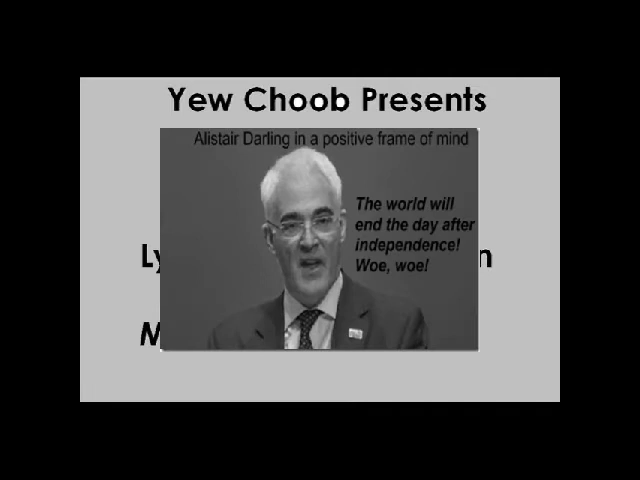 Yew Choob Presents
Alistair Darling in a positive frame of mind
The world will
end the day after
independence!
Woe, woe!